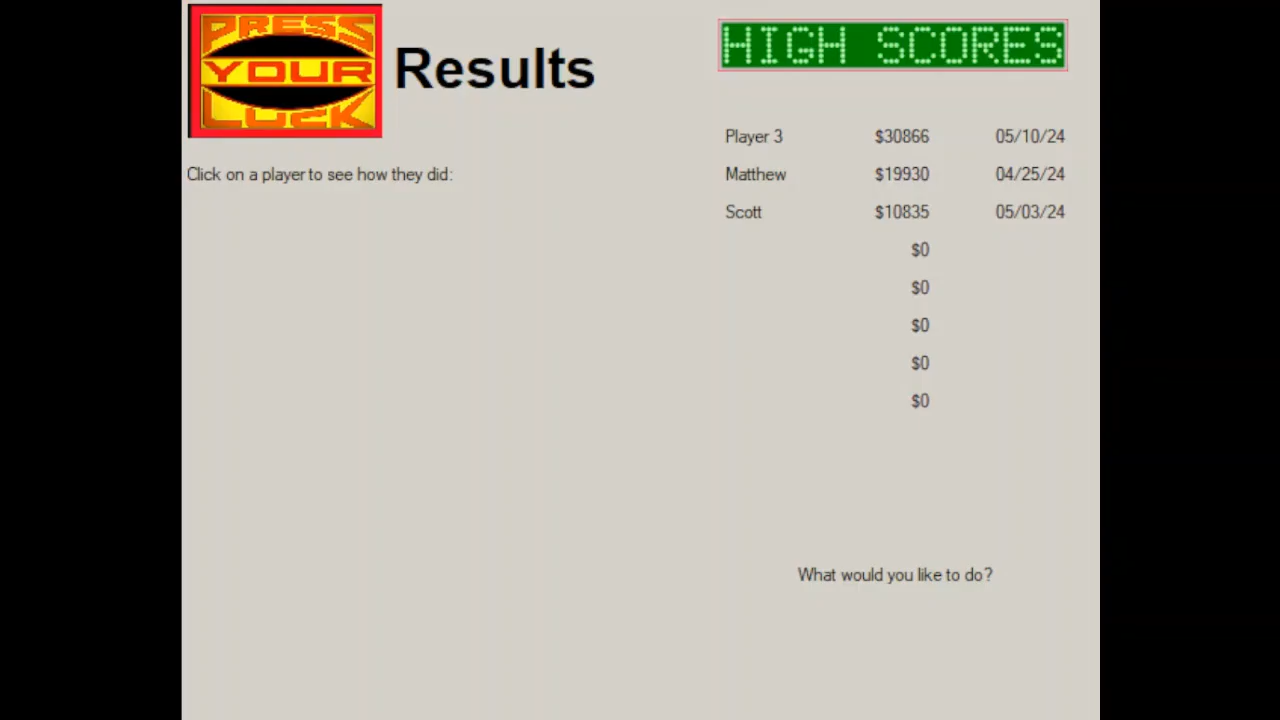 PRESS
YOUR
LUCK
Results
Click on a player to see how they did:
HIGH SCORES
Player 3 $30866 05/10/24
Matthew $19930 04/25/24
Scott $10835 05/03/24
$0
$0
$0
$0
$0
What would you like to do?